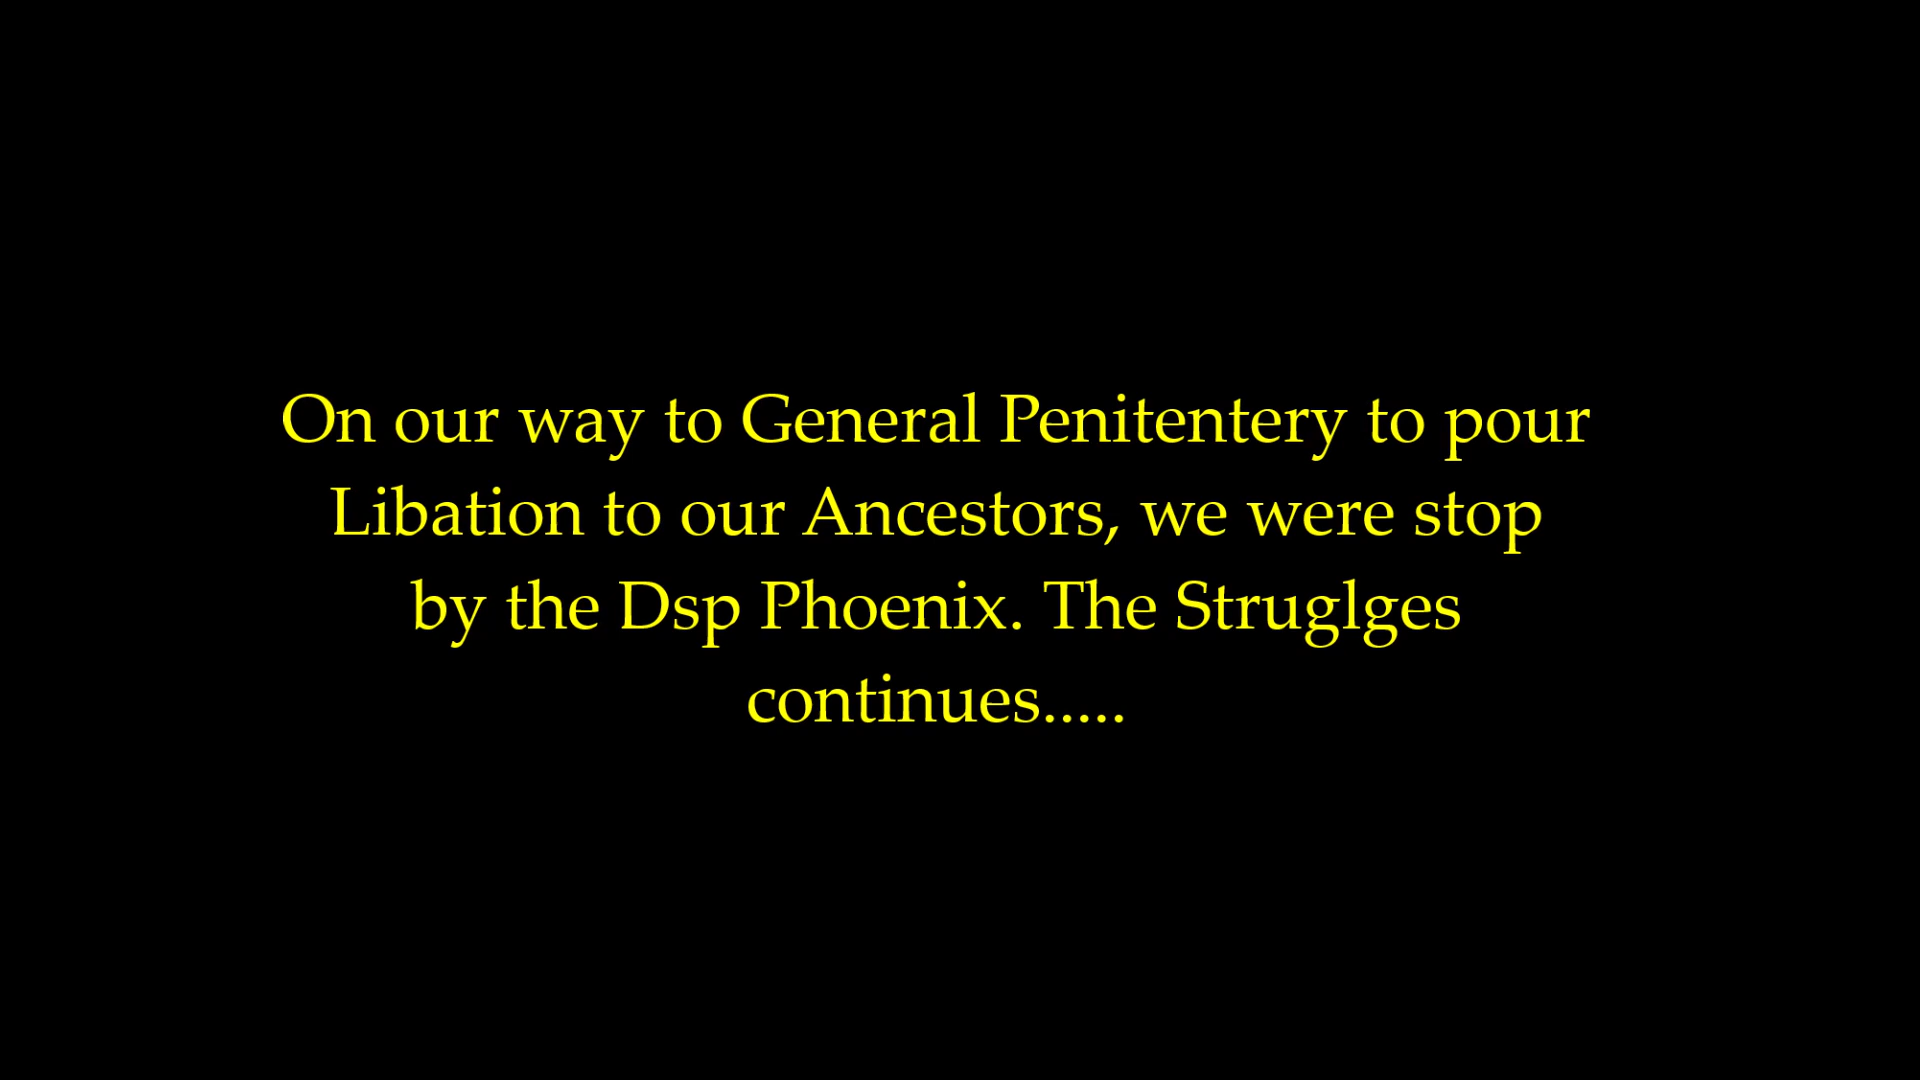 On our way to General Penitentery to pour
Libation to our Ancestors, we were stop
by the Dsp Phoenix. The Struglges
continues.....